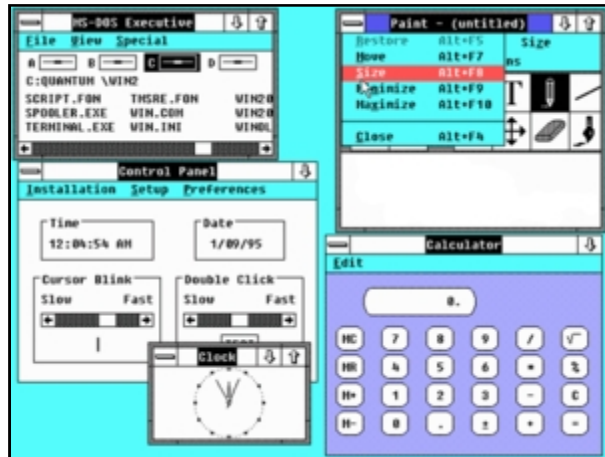 MS-DOS Executive
File View Special
A B C D
C:QUANTUM \WIN2
SCRIPT.FON TMSRE.FON WIN20
SPOOLER.EXE WIN.COM WIN20
TERMINAL.EXE WIN.INI WINOL
Paint - (untitled)
Restore Alt+F5
Move Alt+F7
Size Alt+F8
Minimize Alt+F9
Maximize Alt+F10
Close Alt+F4
Size
ns
T
Control Panel
Installation Setup Preferences
Time
12:04:54 AM
Date
1/09/95
Cursor Blink
Slow Fast
Double Click
Slow Fast
Clock
Calculator
Edit
0.
MC 7 8 9 / √
MR 4 5 6 * %
M+ 1 2 3 - C
M- 0 . ± + =